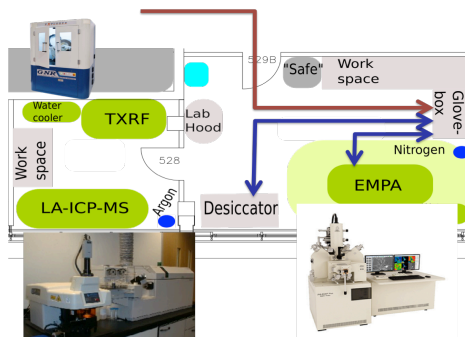 GNR
529B
"Safe"
Work
space
Water
cooler
TXRF
Lab
Hood
Glove-
box
Work
space
528
Nitrogen
EMPA
LA-ICP-MS
Argon
Desiccator